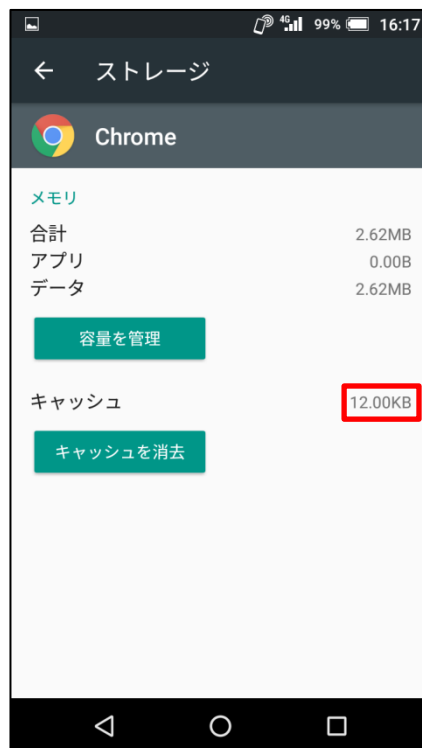 4G 99% 16:17
ストレージ
Chrome
メモリ
合計 2.62MB
アプリ 0.00B
データ 2.62MB
容量を管理
キャッシュ 12.00KB
キャッシュを消去